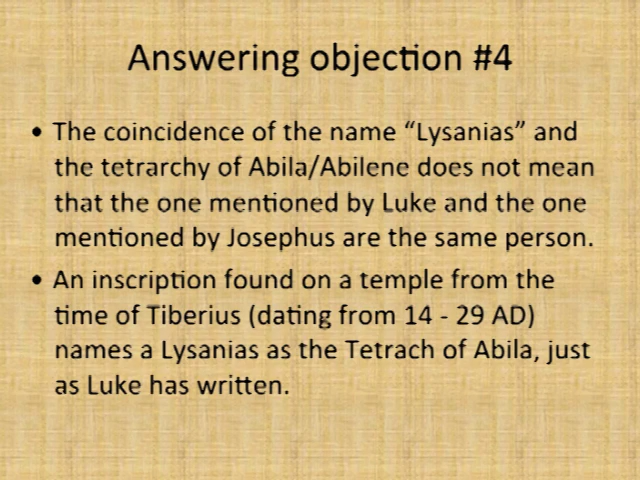 Answering objection #4
• The coincidence of the name “Lysanias” and
the tetrarchy of Abila/Abilene does not mean
that the one mentioned by Luke and the one
mentioned by Josephus are the same person.
• An inscription found on a temple from the
time of Tiberius (dating from 14 - 29 AD)
names a Lysanias as the Tetrach of Abila, just
as Luke has written.